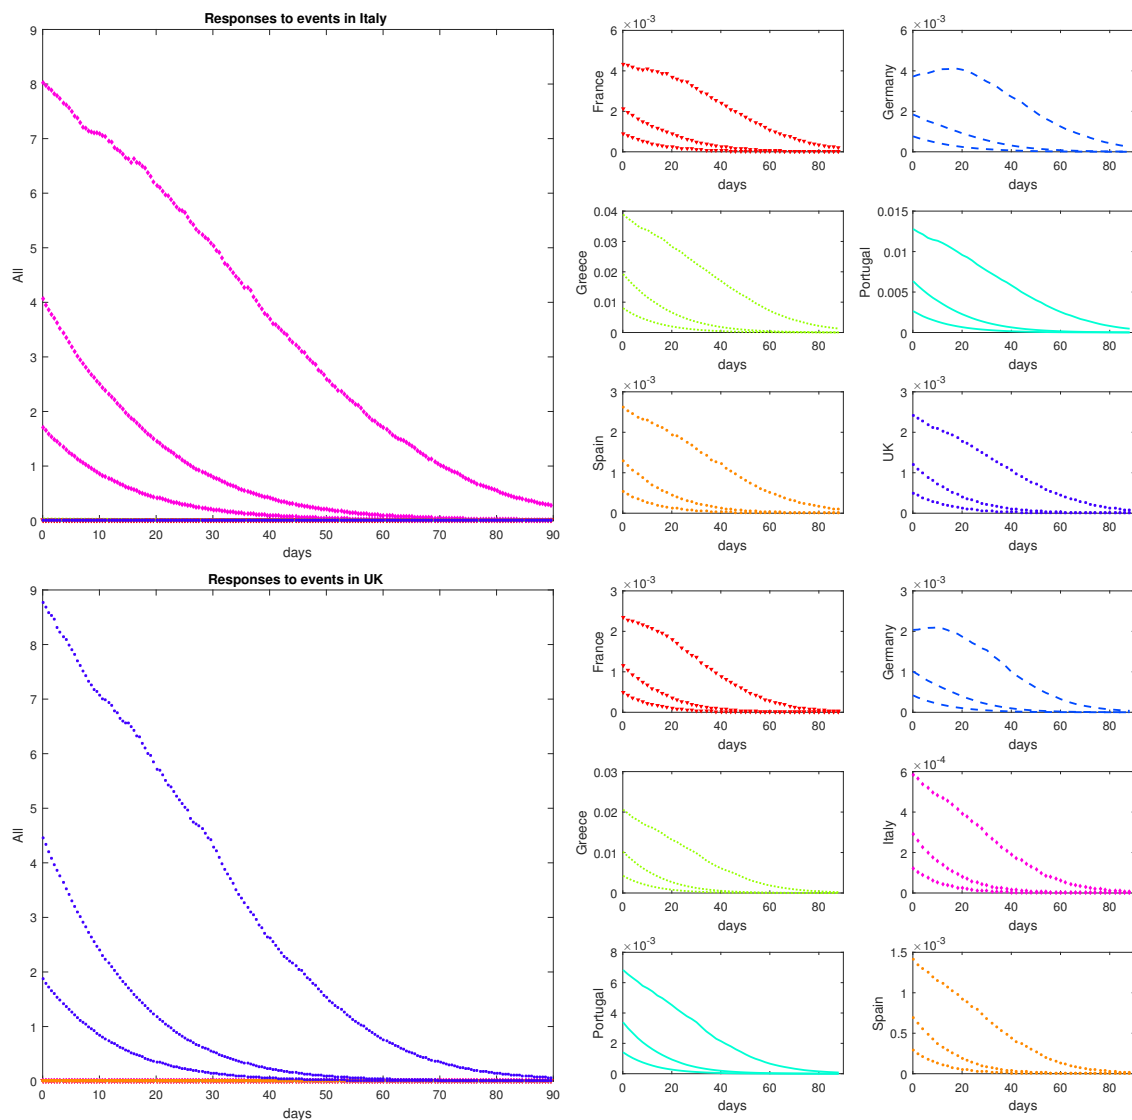 Responses to events in Italy
All
0 1 2 3 4 5 6 7 8 9
0 10 20 30 40 50 60 70 80 90
days
×10^-3
France
0 2 4 6
0 20 40 60 80
days
×10^-3
Germany
0 2 4 6
0 20 40 60 80
days
Greece
0 0.01 0.02 0.03 0.04
0 20 40 60 80
days
Portugal
0 0.005 0.01 0.015
0 20 40 60 80
days
×10^-3
Spain
0 1 2 3
0 20 40 60 80
days
×10^-3
UK
0 1 2 3
0 20 40 60 80
days
Responses to events in UK
All
0 1 2 3 4 5 6 7 8 9
0 10 20 30 40 50 60 70 80 90
days
×10^-3
France
0 1 2 3
0 20 40 60 80
days
×10^-3
Germany
0 1 2 3
0 20 40 60 80
days
Greece
0 0.01 0.02 0.03
0 20 40 60 80
days
×10^-4
Italy
0 2 4 6
0 20 40 60 80
days
×10^-3
Portugal
0 2 4 6 8
0 20 40 60 80
days
×10^-3
Spain
0 0.5 1 1.5
0 20 40 60 80
days